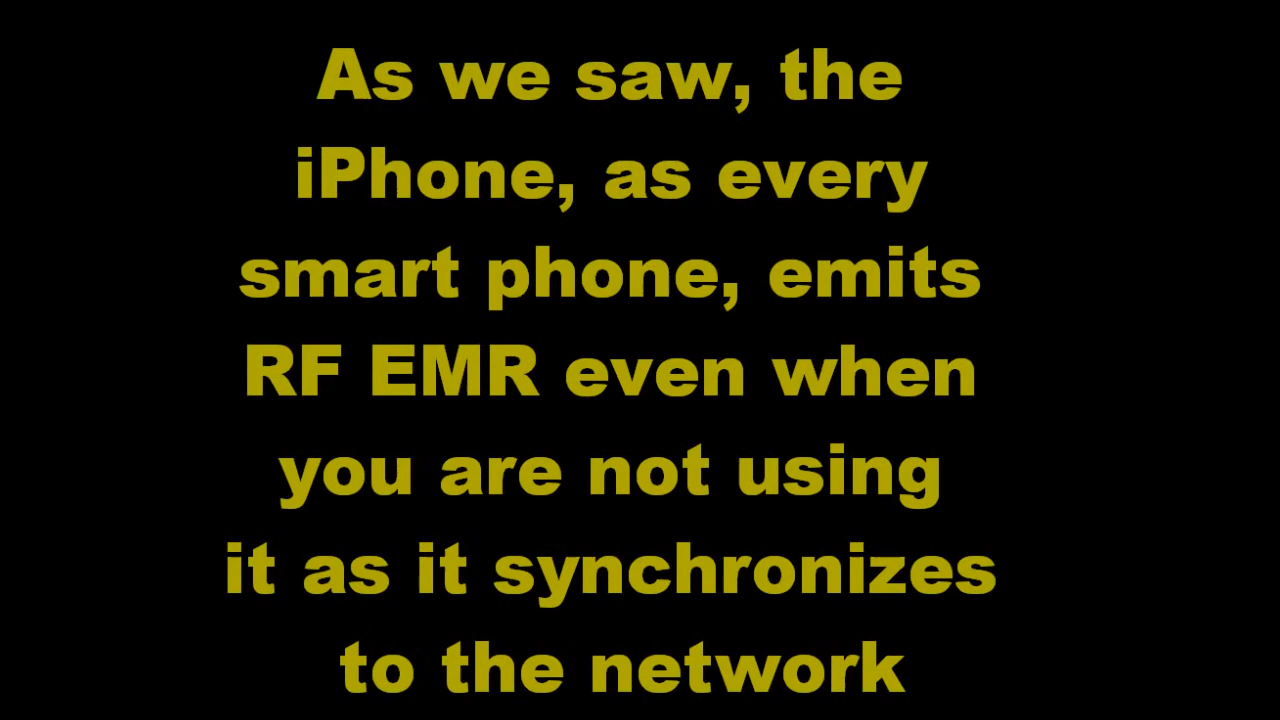 As we saw, the
iPhone, as every
smart phone, emits
RF EMR even when
you are not using
it as it synchronizes
to the network